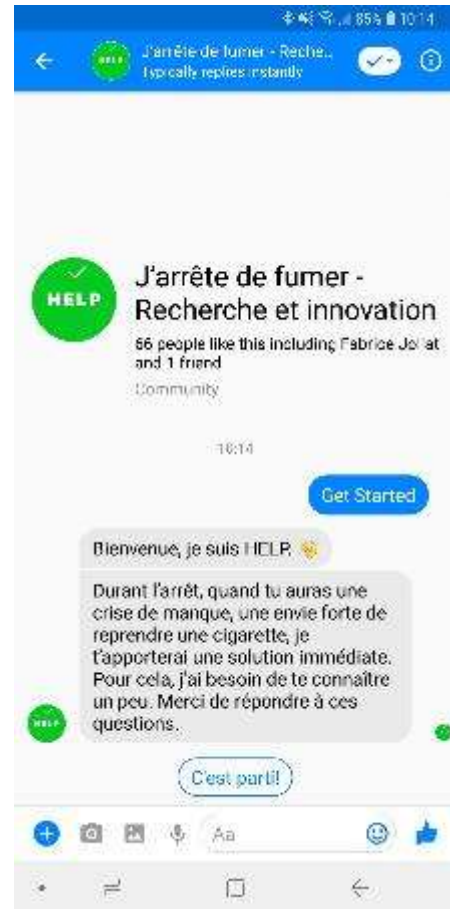 85% 10:14
HELP
J'arrête de fumer - Reche..
Typically replies instantly
HELP
J'arrête de fumer -
Recherche et innovation
66 people like this including Fabrice
and 1 friend
Community
10:14
Get Started
Bienvenue, je suis HELP.
Durant l'arrêt, quand tu auras une
crise de manque, une envie forte de
reprendre une cigarette, je
t'apporterai une solution immédiate.
Pour cela, j'ai besoin de te connaître
un peu. Merci de répondre à ces
questions.
HELP
C'est parti!
Aa